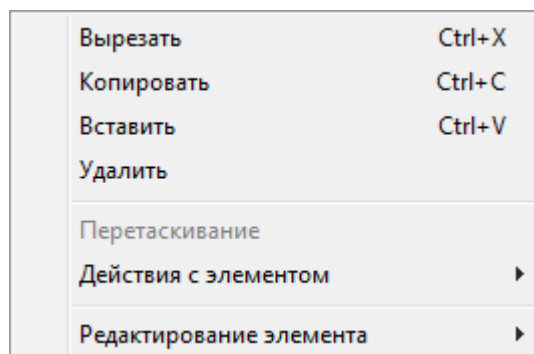 Вырезать Ctrl+X
Копировать Ctrl+C
Вставить Ctrl+V
Удалить
Перетаскивание
Действия с элементом
Редактирование элемента